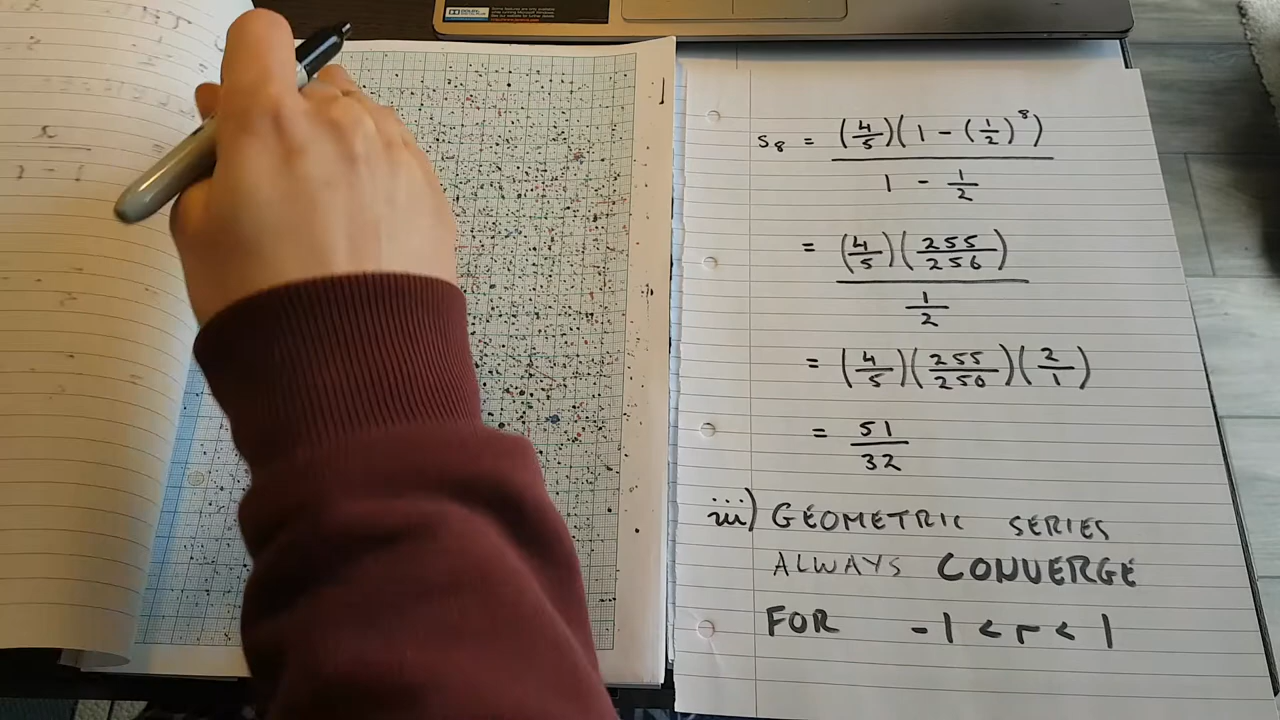 S₈ = (4/5)(1 - (1/2)⁸) / (1 - 1/2)
= (4/5)(255/256) / (1/2)
= (4/5)(255/256)(2/1)
= 51/32
iii) GEOMETRIC SERIES
ALWAYS CONVERGE
FOR -1 < r < 1